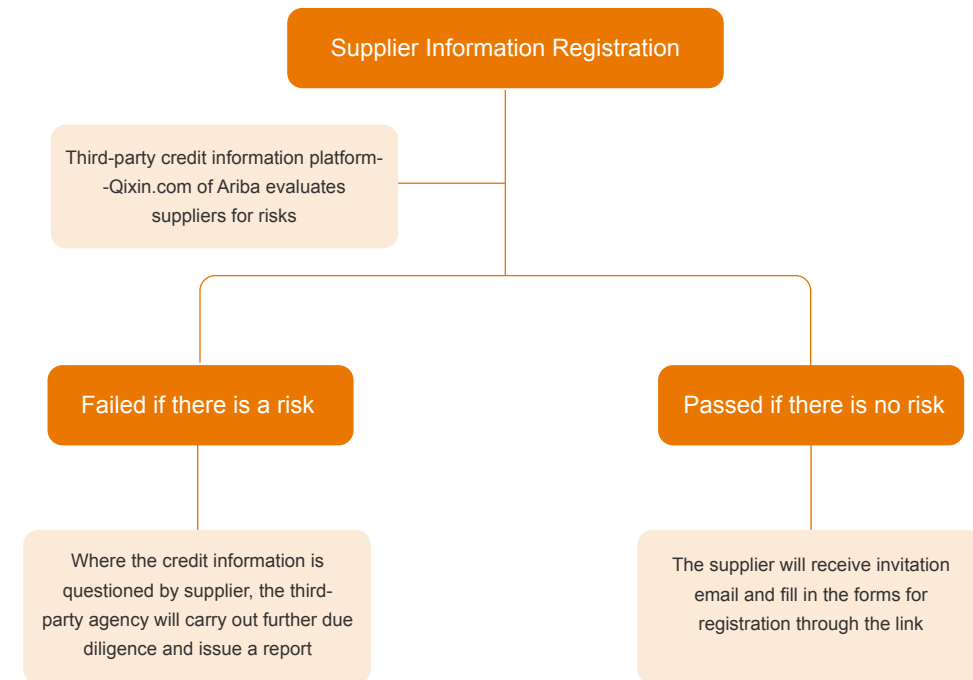 Supplier Information Registration
Third-party credit information platform-
-Qixin.com of Ariba evaluates
suppliers for risks
Failed if there is a risk
Passed if there is no risk
Where the credit information is
questioned by supplier, the third-
party agency will carry out further due
diligence and issue a report
The supplier will receive invitation
email and fill in the forms for
registration through the link